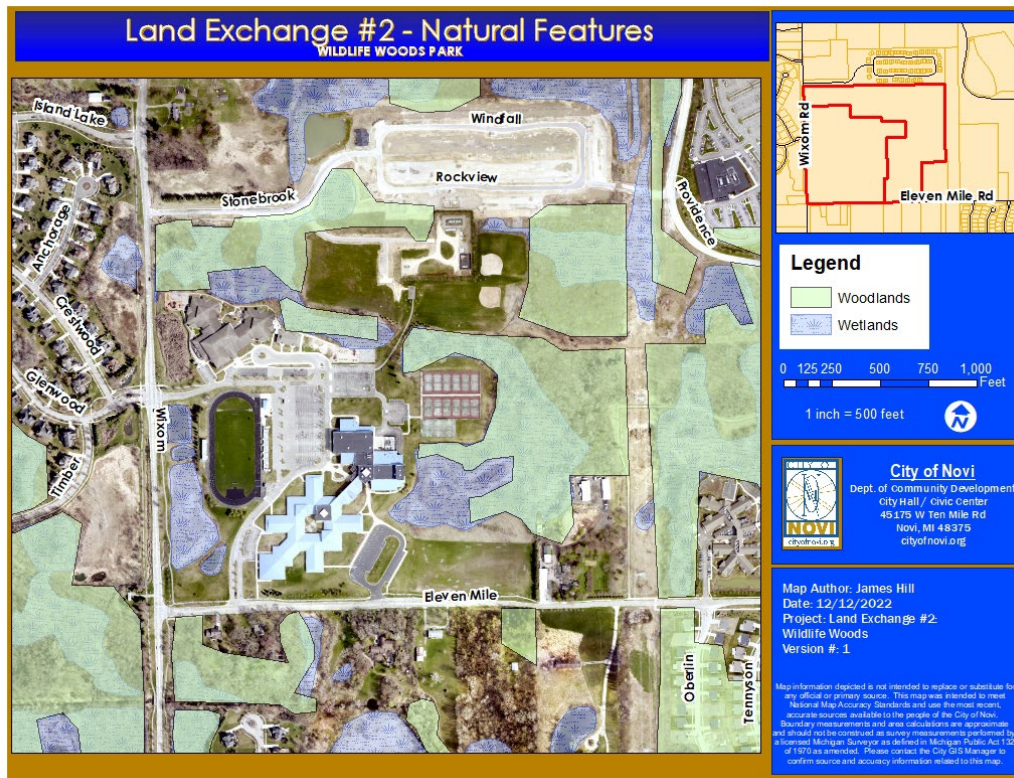 Land Exchange #2 - Natural Features
WILDLIFE WOODS PARK
Island Lake
Windfall
Rockview
Stonebrook
Providence
Anchorage
Crestwood
Glenwood
Timber
Wixom
Eleven Mile
Oberlin
Tennyson
Wixom Rd
Eleven Mile Rd
Legend
Woodlands
Wetlands
0 125 250 500 750 1,000
Feet
1 inch = 500 feet
CITY OF
NOVI
cityofnovi.org
City of Novi
Dept. of Community Development
City Hall / Civic Center
45175 W Ten Mile Rd
Novi, MI 48375
cityofnovi.org
Map Author: James Hill
Date: 12/12/2022
Project: Land Exchange #2:
Wildlife Woods
Version #: 1
Map information depicted is not intended to replace or substitute for
any official or primary source. This map was intended to meet
National Map Accuracy Standards and use the most recent,
accurate sources available to the people of the City of Novi.
Boundary measurements and area calculations are approximate
and should not be construed as survey measurements performed by
a licensed Michigan Surveyor as defined in Michigan Public Act 132
of 1970 as amended. Please contact the City GIS Manager to
confirm source and accuracy information related to this map.